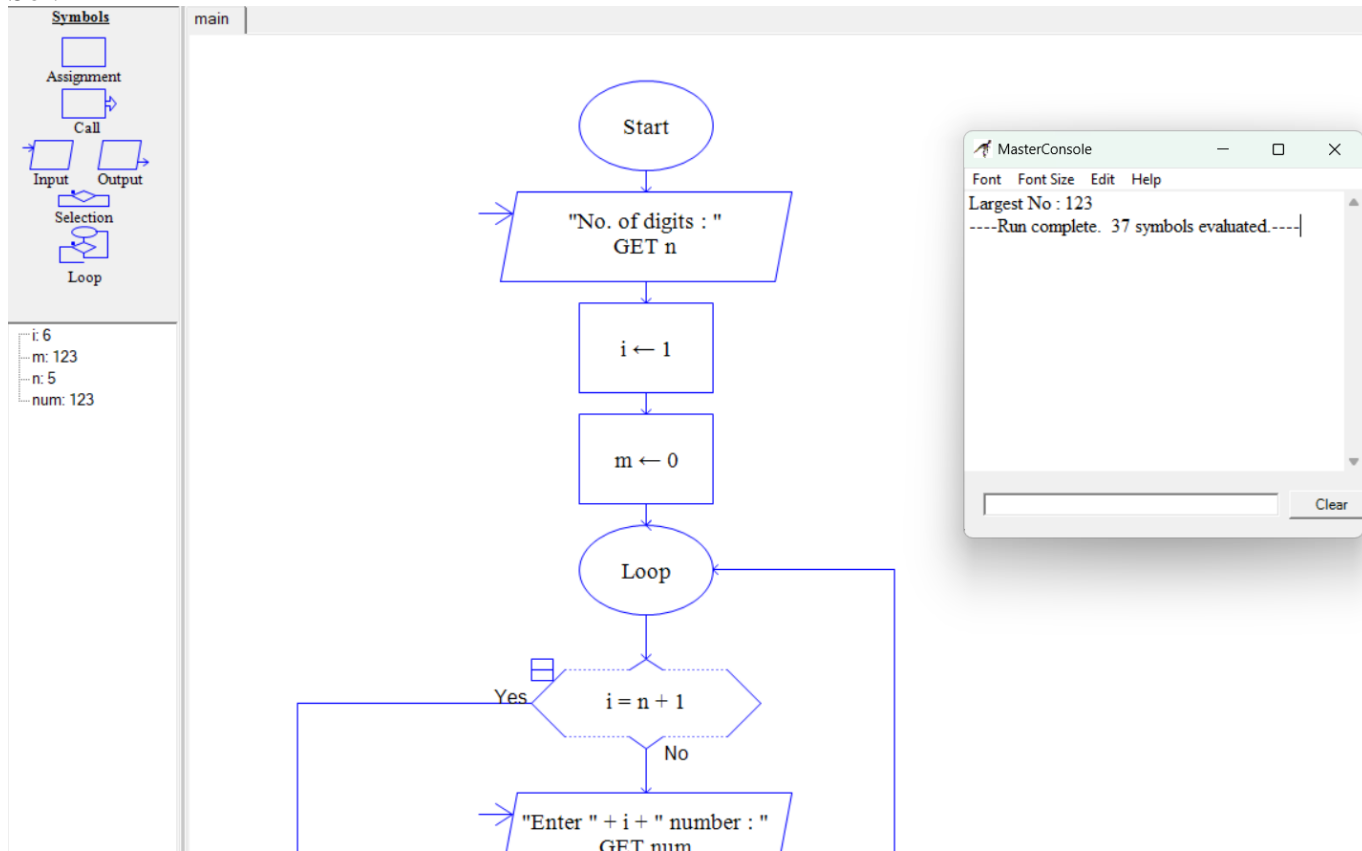 Symbols
Assignment
Call
Input Output
Selection
Loop
i: 6
m: 123
n: 5
num: 123
main
Start
"No. of digits : "
GET n
i ← 1
m ← 0
Loop
i = n + 1
Yes
No
"Enter " + i + " number : "
GET num
MasterConsole
Font Font Size Edit Help
Largest No : 123
----Run complete. 37 symbols evaluated.----
Clear